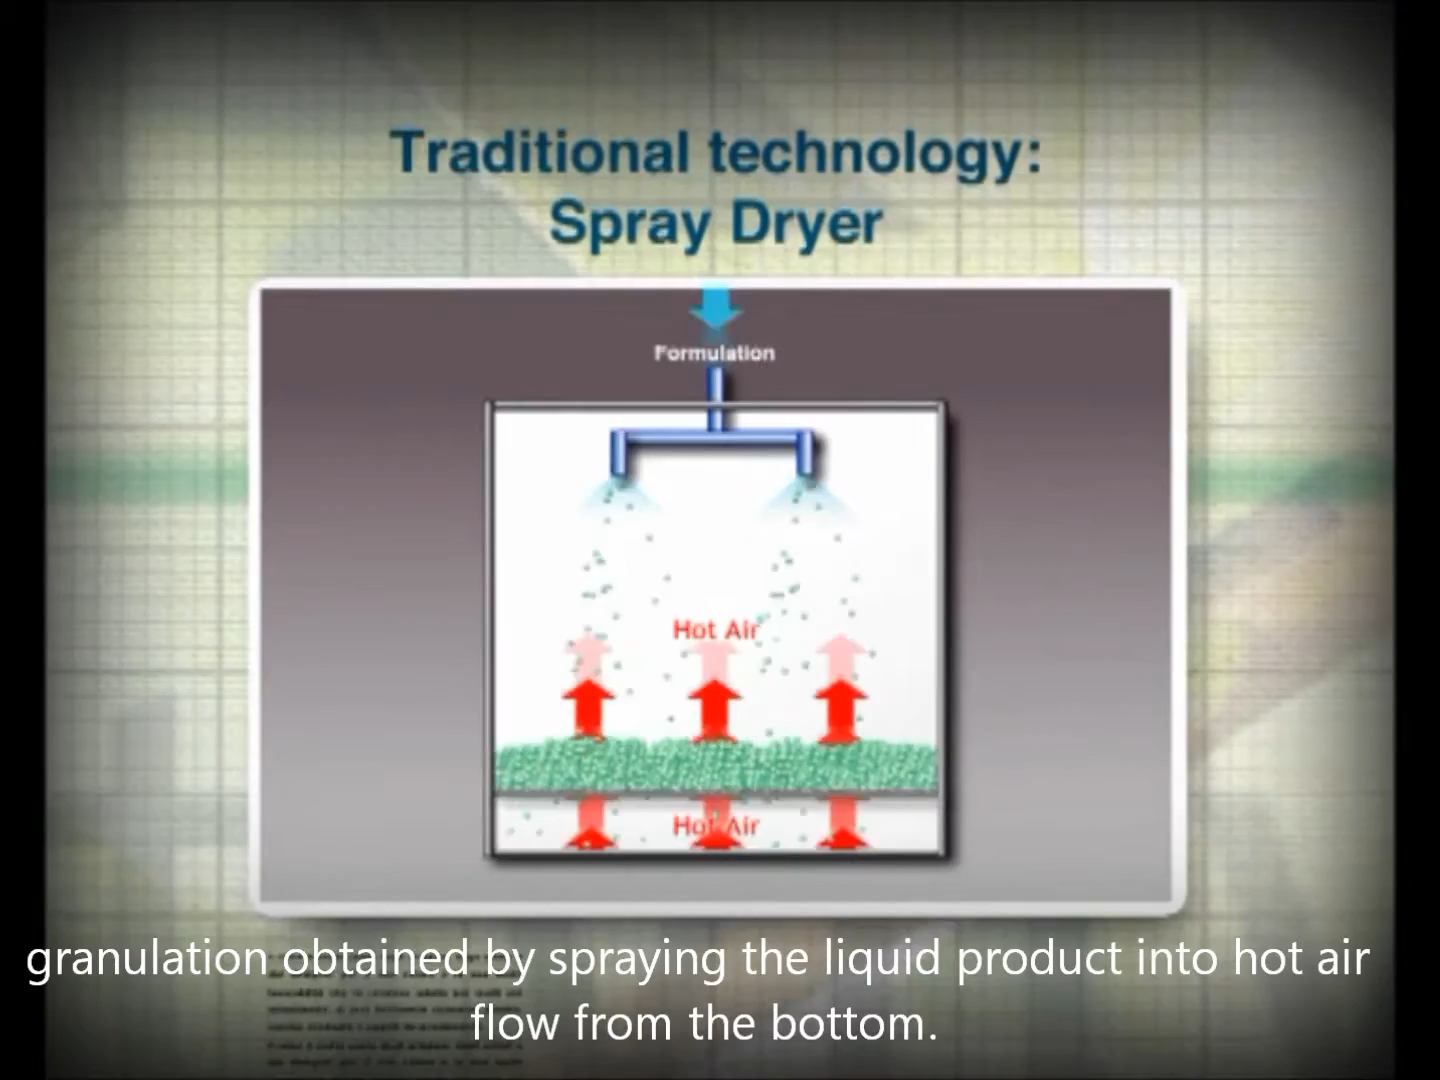 Traditional technology:
Spray Dryer
Formulation
Hot Air
Hot Air
granulation obtained by spraying the liquid product into hot air
flow from the bottom.